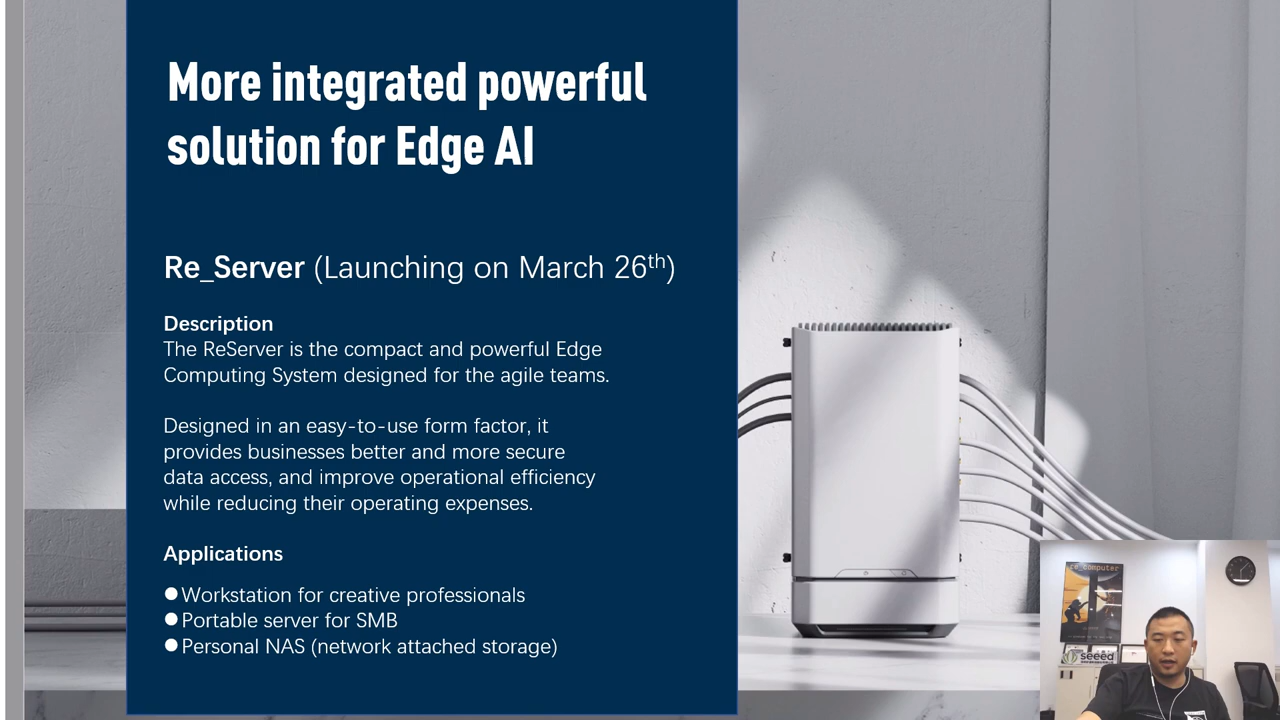 More integrated powerful
solution for Edge AI
Re_Server (Launching on March 26th)
Description
The ReServer is the compact and powerful Edge
Computing System designed for the agile teams.
Designed in an easy-to-use form factor, it
provides businesses better and more secure
data access, and improve operational efficiency
while reducing their operating expenses.
Applications
●Workstation for creative professionals
●Portable server for SMB
●Personal NAS (network attached storage)
re_computer
seeed